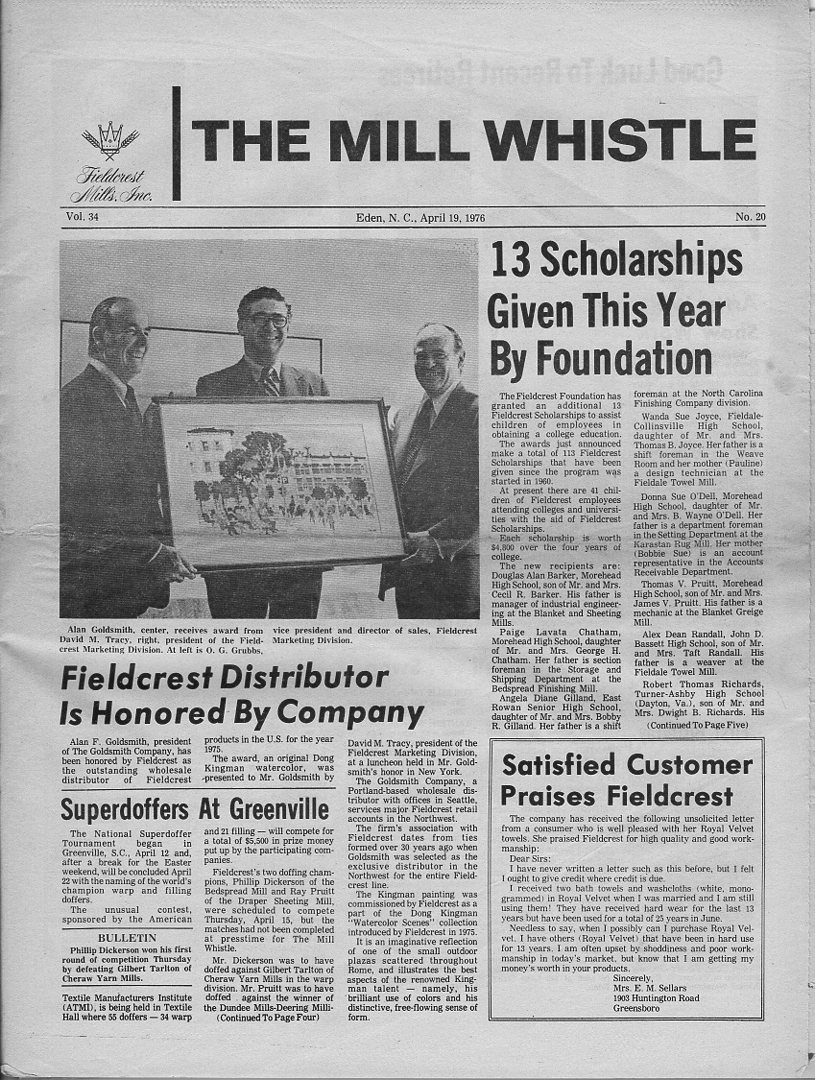 Fieldcrest
Mills, Inc.
THE MILL WHISTLE
Vol. 34
Eden, N. C., April 19, 1976
No. 20
Alan Goldsmith, center, receives award from
David M. Tracy, right, president of the Field-
crest Marketing Division. At left is O. G. Grubbs,
vice president and director of sales, Fieldcrest
Marketing Division.
13 Scholarships
Given This Year
By Foundation
The Fieldcrest Foundation has
granted an additional 13
Fieldcrest Scholarships to assist
children of employees in
obtaining a college education.
The awards just announced
make a total of 113 Fieldcrest
Scholarships that have been
given since the program was
started in 1960.
At present there are 41 chil-
dren of Fieldcrest employees
attending colleges and universi-
ties with the aid of Fieldcrest
Scholarships.
Each scholarship is worth
$4,800 over the four years of
college.
The new recipients are:
Douglas Alan Barker, Morehead
High School, son of Mr. and Mrs.
Cecil R. Barker. His father is
manager of industrial engineer-
ing at the Blanket and Sheeting
Mills.
Paige Lavata Chatham,
Morehead High School, daughter
of Mr. and Mrs. George H.
Chatham. Her father is section
foreman in the Storage and
Shipping Department at the
Bedspread Finishing Mill.
Angela Diane Gilland, East
Rowan Senior High School,
daughter of Mr. and Mrs. Bobby
R. Gilland. Her father is a shift
foreman at the North Carolina
Finishing Company division.
Wanda Sue Joyce, Fieldale-
Collinsville High School,
daughter of Mr. and Mrs.
Thomas B. Joyce. Her father is a
shift foreman in the Weave
Room and her mother (Pauline)
a design technician at the
Fieldale Towel Mill.
Donna Sue O'Dell, Morehead
High School, daughter of Mr.
and Mrs. B. Wayne O'Dell. Her
father is a department foreman
in the Setting Department at the
Karastan Rug Mill. Her mother
(Bobbie Sue) is an account
representative in the Accounts
Receivable Department.
Thomas V. Pruitt, Morehead
High School, son of Mr. and Mrs.
James V. Pruitt. His father is a
mechanic at the Blanket Greige
Mill.
Alex Dean Randall, John D.
Bassett High School, son of Mr.
and Mrs. Taft Randall. His
father is a weaver at the
Fieldale Towel Mill.
Robert Thomas Richards,
Turner-Ashby High School
(Dayton, Va.), son of Mr. and
Mrs. Dwight B. Richards. His
(Continued To Page Five)
Fieldcrest Distributor
Is Honored By Company
Alan F. Goldsmith, president
of The Goldsmith Company, has
been honored by Fieldcrest as
the outstanding wholesale
distributor of Fieldcrest
products in the U.S. for the year
1975.
The award, an original Dong
Kingman watercolor, was
presented to Mr. Goldsmith by
David M. Tracy, president of the
Fieldcrest Marketing Division,
at a luncheon held in Mr. Gold-
smith's honor in New York.
The Goldsmith Company, a
Portland-based wholesale dis-
tributor with offices in Seattle,
services major Fieldcrest retail
accounts in the Northwest.
The firm's association with
Fieldcrest dates from ties
formed over 30 years ago when
Goldsmith was selected as the
exclusive distributor in the
Northwest for the entire Field-
crest line.
The Kingman painting was
commissioned by Fieldcrest as a
part of the Dong Kingman
"Watercolor Scenes" collection
introduced by Fieldcrest in 1975.
It is an imaginative reflection
of one of the small outdoor
plazas scattered throughout
Rome, and illustrates the best
aspects of the renowned King-
man talent — namely, his
brilliant use of colors and his
distinctive, free-flowing sense of
form.
Superdoffers At Greenville
The National Superdoffer
Tournament began in
Greenville, S.C., April 12 and,
after a break for the Easter
weekend, will be concluded April
22 with the naming of the world's
champion warp and filling
doffers.
The unusual contest,
sponsored by the American
BULLETIN
Phillip Dickerson won his first
round of competition Thursday
by defeating Gilbert Tarlton of
Cheraw Yarn Mills.
Textile Manufacturers Institute
(ATMI), is being held in Textile
Hall where 55 doffers — 34 warp
and 21 filling — will compete for
a total of $5,500 in prize money
put up by the participating com-
panies.
Fieldcrest's two doffing cham-
pions, Phillip Dickerson of the
Bedspread Mill and Ray Pruitt
of the Draper Sheeting Mill,
were scheduled to compete
Thursday, April 15, but the
matches had not been completed
at presstime for The Mill
Whistle.
Mr. Dickerson was to have
doffed against Gilbert Tarlton of
Cheraw Yarn Mills in the warp
division. Mr. Pruitt was to have
doffed against the winner of
the Dundee Mills-Deering Milli-
(Continued To Page Four)
Satisfied Customer
Praises Fieldcrest
The company has received the following unsolicited letter
from a consumer who is well pleased with her Royal Velvet
towels. She praised Fieldcrest for high quality and good work-
manship:
Dear Sirs:
I have never written a letter such as this before, but I felt
I ought to give credit where credit is due.
I received two bath towels and washcloths (white, mono-
grammed) in Royal Velvet when I was married and I am still
using them! They have received hard wear for the last 13
years but have been used for a total of 25 years in June.
Needless to say, when I possibly can I purchase Royal Vel-
vet. I have others (Royal Velvet) that have been in hard use
for 13 years. I am often upset by shoddiness and poor work-
manship in today's market, but know that I am getting my
money's worth in your products.
Sincerely,
Mrs. E. M. Sellars
1903 Huntington Road
Greensboro